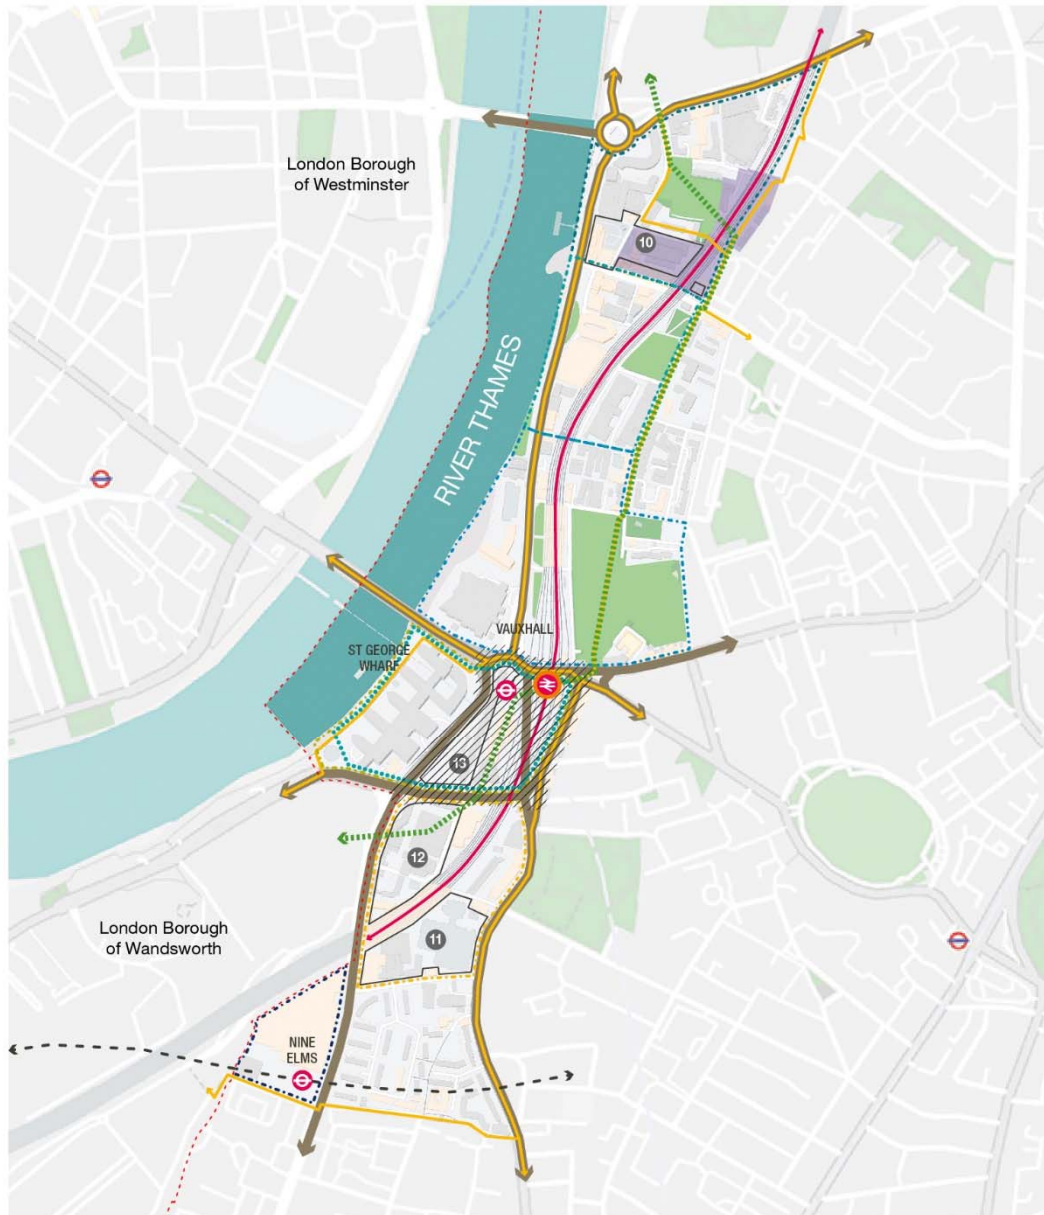 London Borough
of Westminster
10
RIVER THAMES
VAUXHALL
ST GEORGE
WHARF
13
12
London Borough
of Wandsworth
11
NINE
ELMS